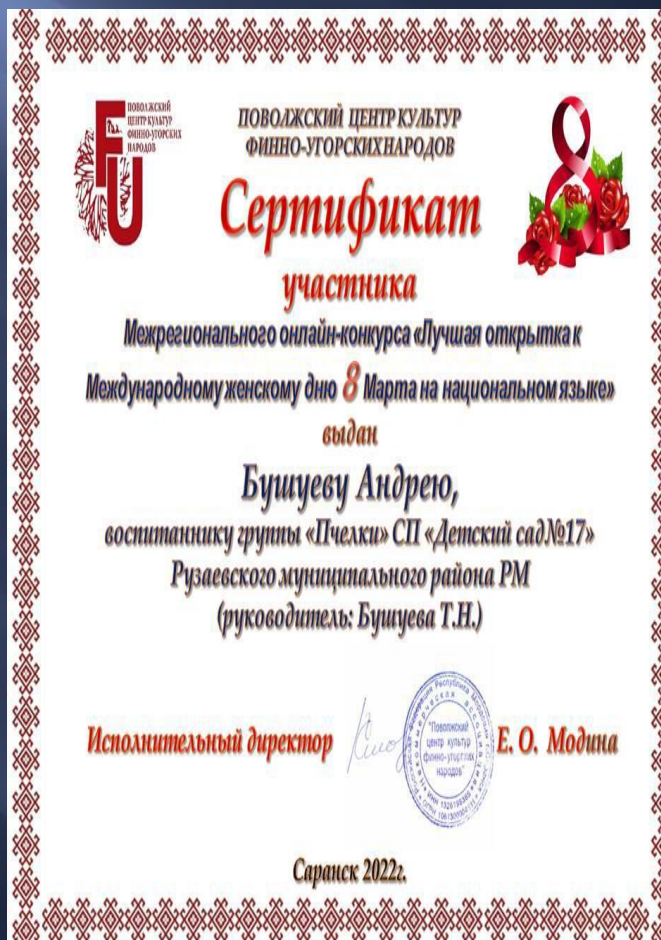 ПОВОЛЖСКИЙ
ЦЕНТР КУЛЬТУР
ФИННО-УГОРСКИХ
НАРОДОВ
FU
ПОВОЛЖСКИЙ ЦЕНТР КУЛЬТУР
ФИННО-УГОРСКИХ НАРОДОВ
8
Сертификат
участника
Межрегионального онлайн-конкурса «Лучшая открытка к
Международному женскому дню 8 Марта на национальном языке»
выдан
Бушуеву Андрею,
воспитаннику группы «Пчелки» СП «Детский сад№17»
Рузаевского муниципального района РМ
(руководитель: Бушуева Т.Н.)
Исполнительный директор
"Поволжский
центр культур
финно-угорских
народов"
Е. О. Модина
Саранск 2022г.